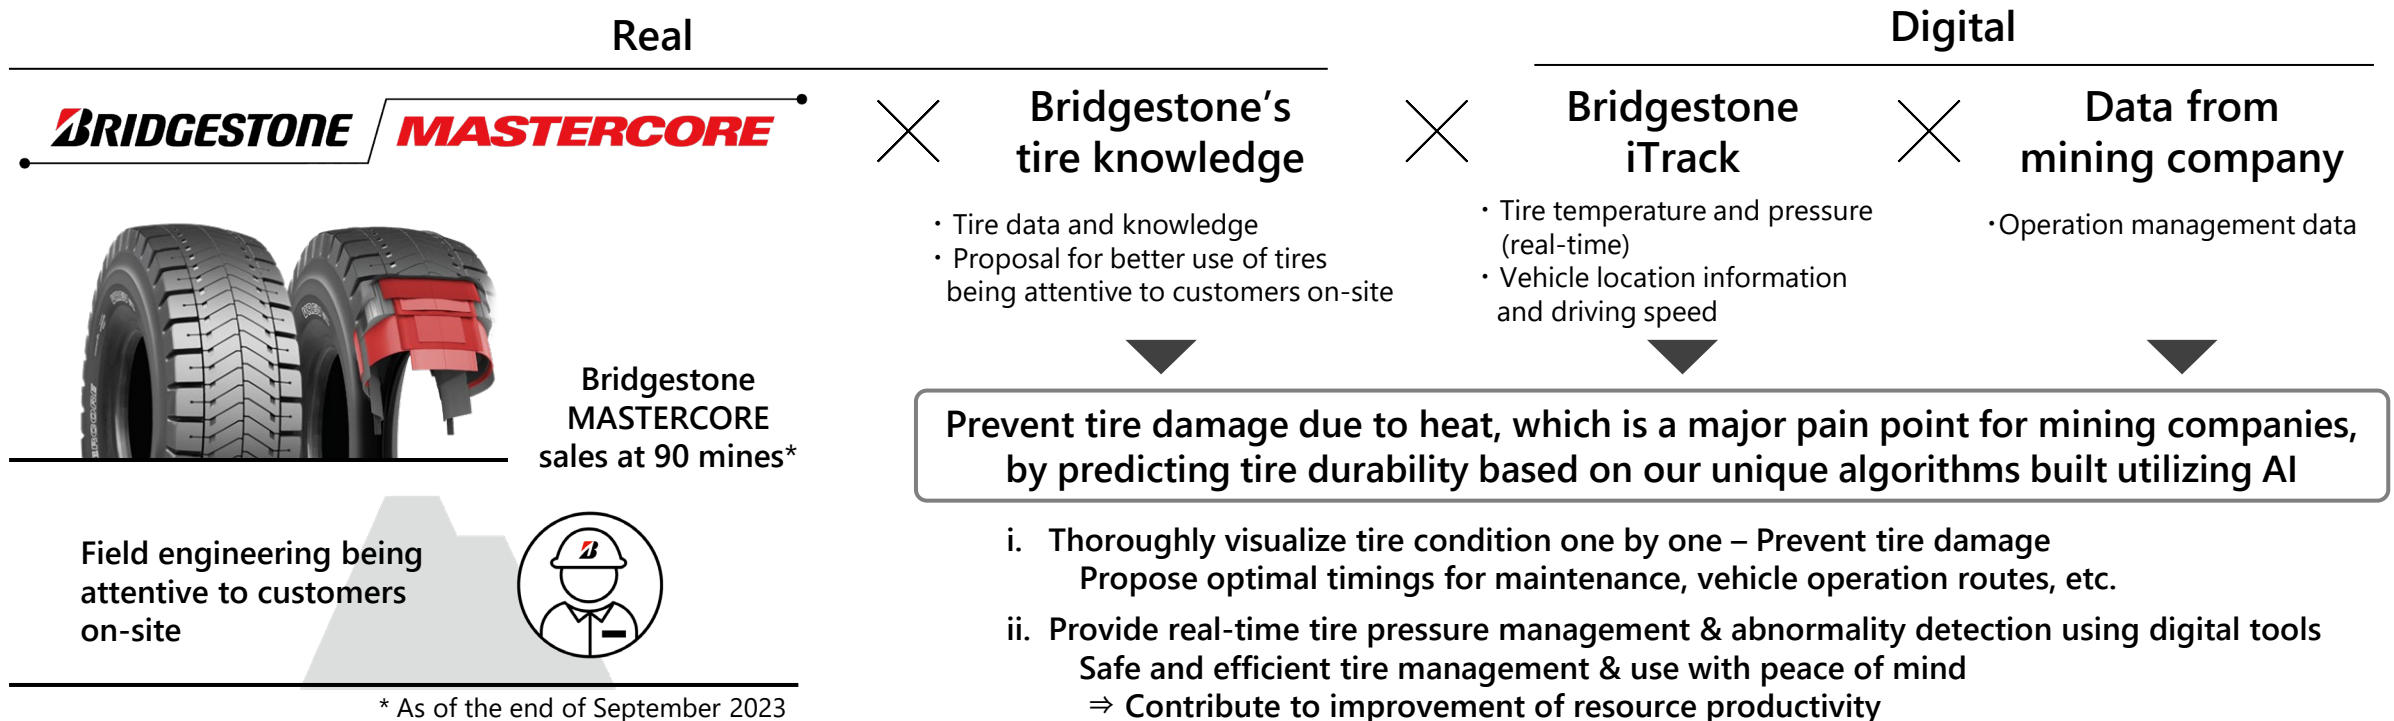 Real
Digital
BRIDGESTONE MASTERCORE
Bridgestone's
tire knowledge
Bridgestone
iTrack
Data from
mining company
・Tire data and knowledge
・Proposal for better use of tires
being attentive to customers on-site
・Tire temperature and pressure
(real-time)
・Vehicle location information
and driving speed
・Operation management data
Bridgestone
MASTERCORE
sales at 90 mines*
Prevent tire damage due to heat, which is a major pain point for mining companies,
by predicting tire durability based on our unique algorithms built utilizing AI
Field engineering being
attentive to customers
on-site
* As of the end of September 2023
i. Thoroughly visualize tire condition one by one – Prevent tire damage
Propose optimal timings for maintenance, vehicle operation routes, etc.
ii. Provide real-time tire pressure management & abnormality detection using digital tools
Safe and efficient tire management & use with peace of mind
⇒ Contribute to improvement of resource productivity